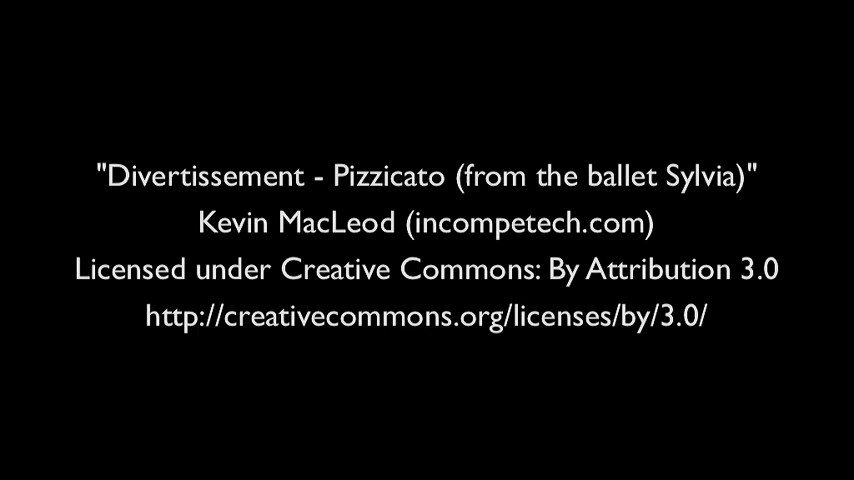 "Divertissement - Pizzicato (from the ballet Sylvia)"
Kevin MacLeod (incompetech.com)
Licensed under Creative Commons: By Attribution 3.0
http://creativecommons.org/licenses/by/3.0/